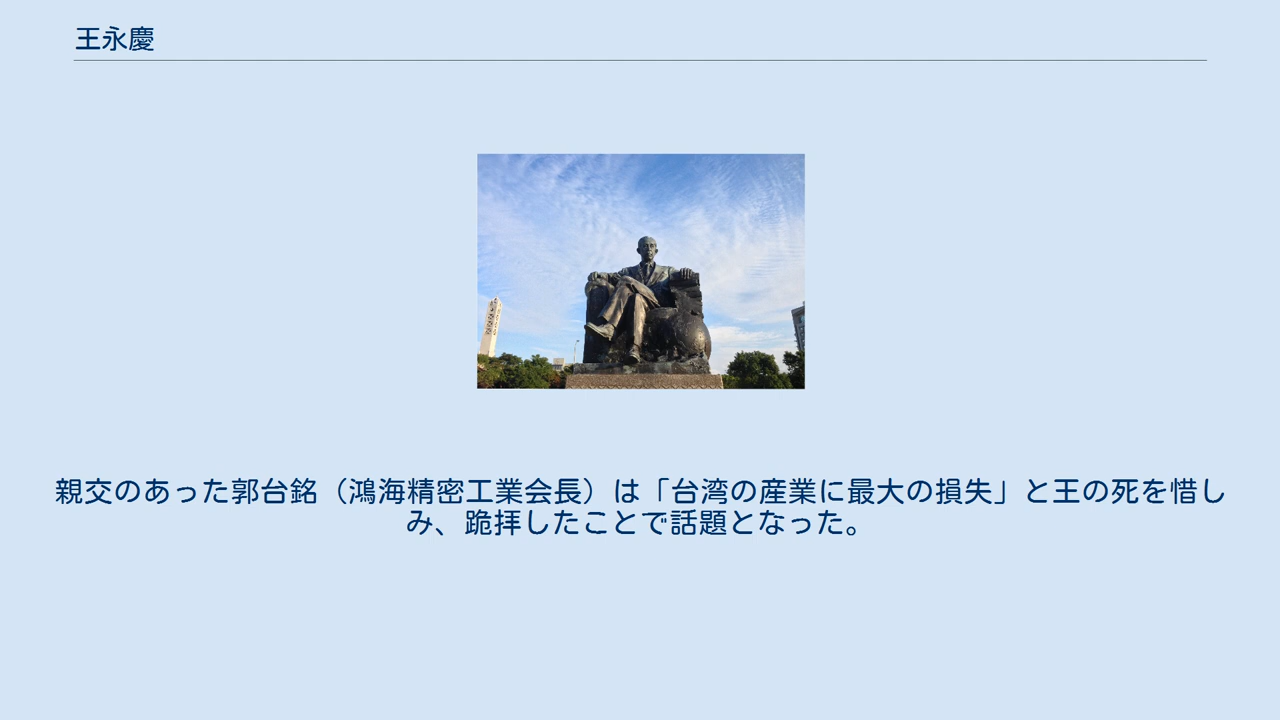 王永慶
親交のあった郭台銘（鴻海精密工業会長）は「台湾の産業に最大の損失」と王の死を惜し
み、跪拝したことで話題となった。